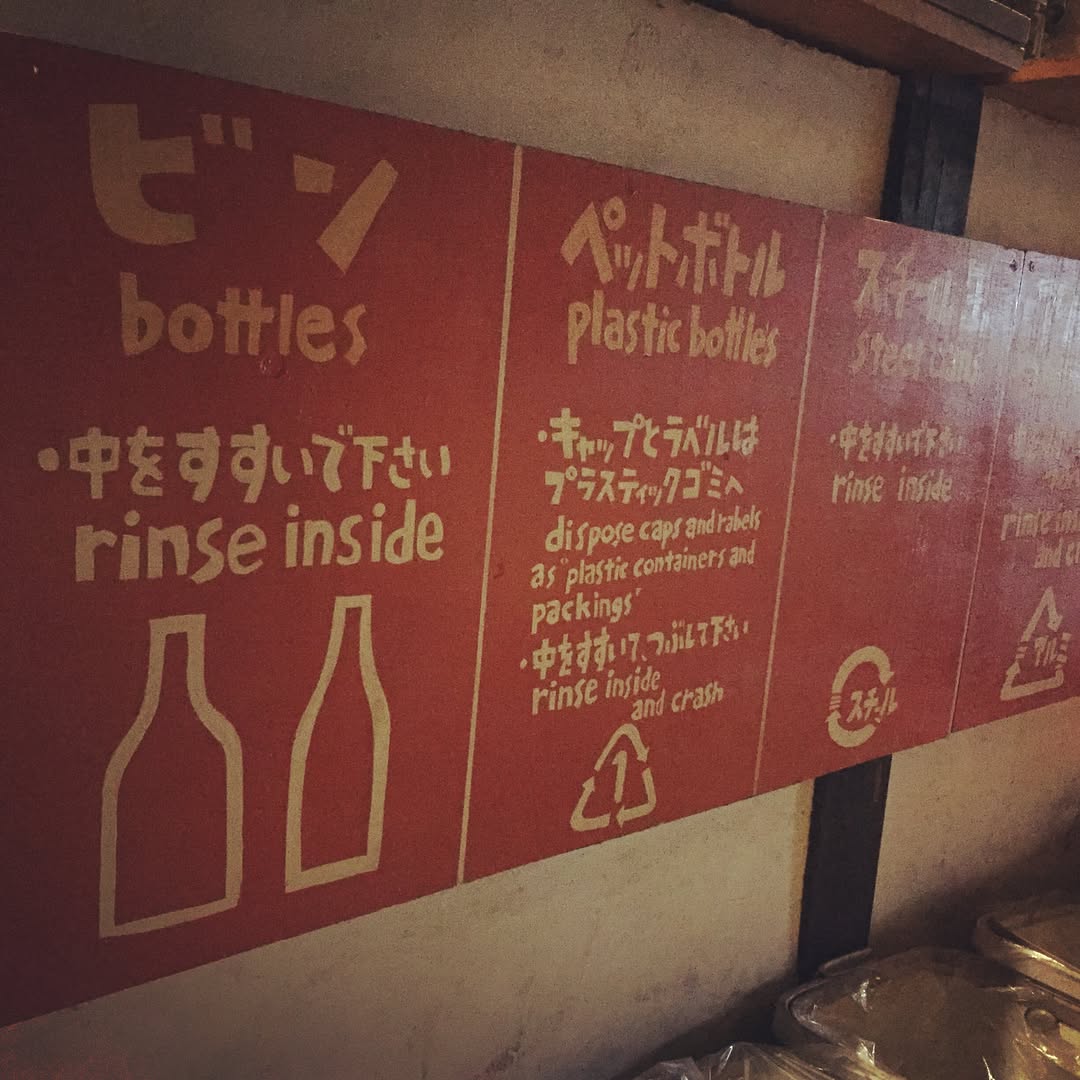 ビン
bottles
・中をすすいで下さい
rinse inside
ペットボトル
plastic bottles
・キャップとラベルは
プラスティックゴミへ
dispose caps and rabels
as "plastic containers and
packings"
・中をすすいで、つぶして下さい
rinse inside
and crash
1
スチール
steel cans
・中をすすいで下さい
rinse inside
スチール
rinse
and
アルミ